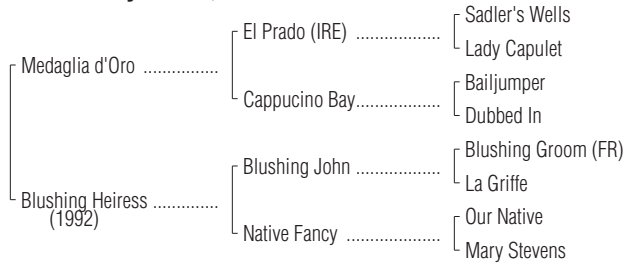 Sadler's Wells
El Prado (IRE) ..................
Lady Capulet
Medaglia d'Oro ................
Bailjumper
Cappucino Bay..................
Dubbed In
Blushing Groom (FR)
Blushing John ..................
La Griffe
Blushing Heiress ..............
(1992)
Our Native
Native Fancy ....................
Mary Stevens